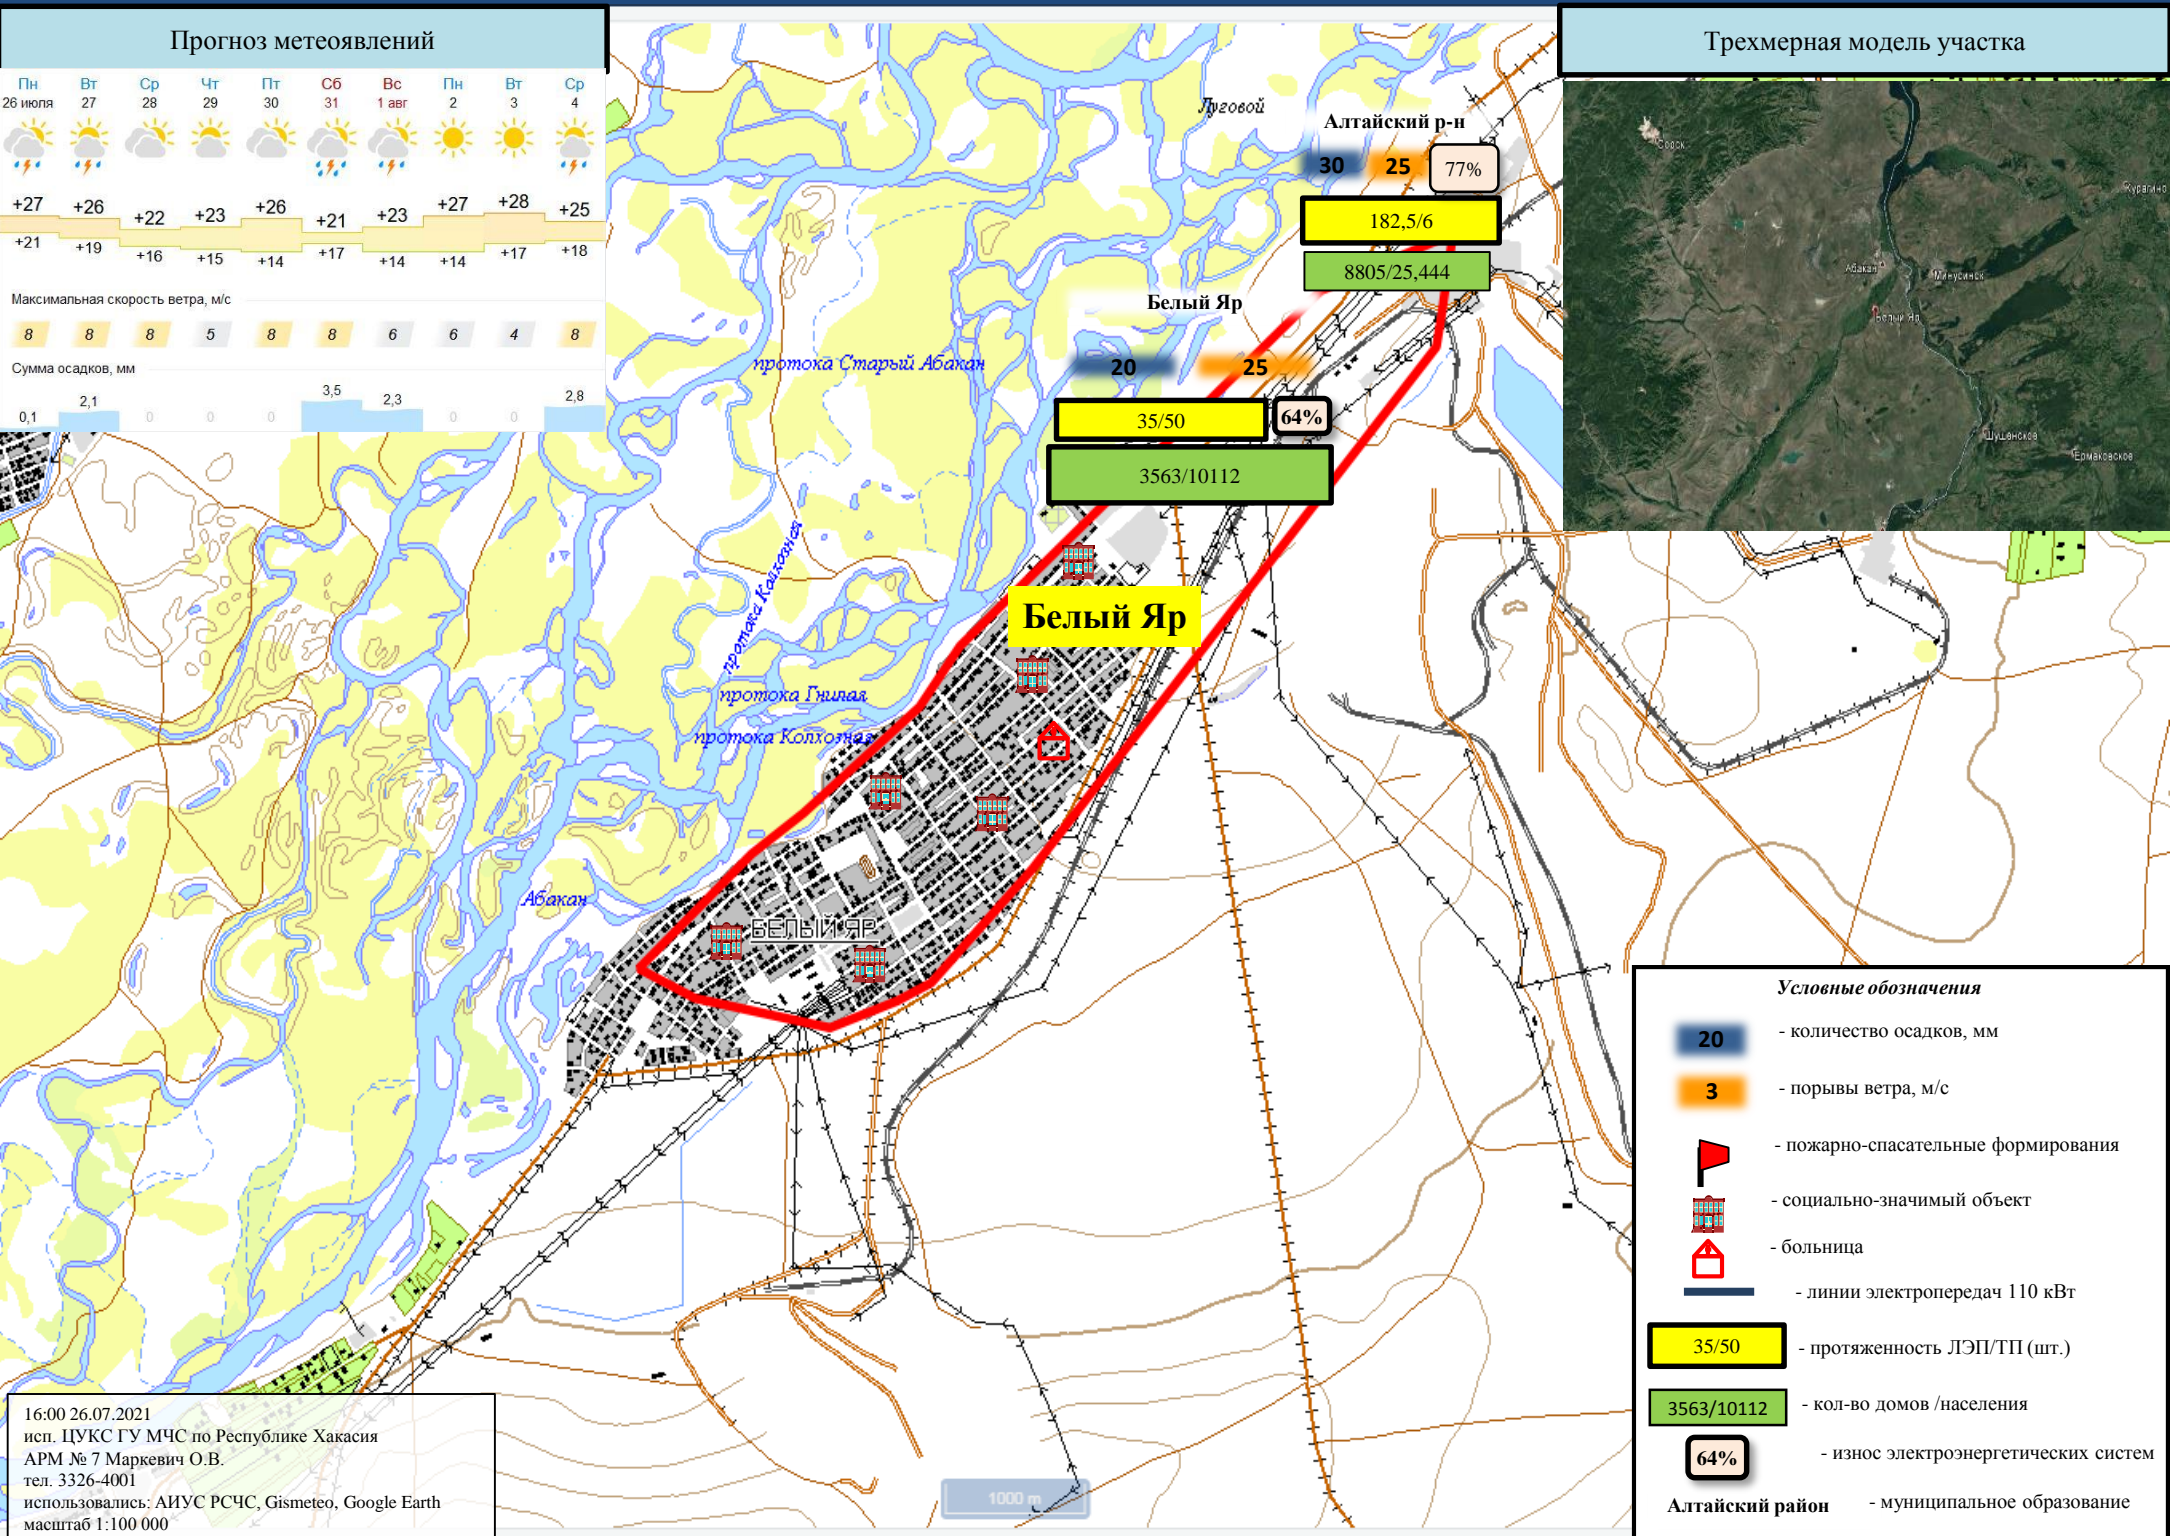 Прогноз метеоявлений
Пн Вт Ср Чт Пт Сб Вс Пн Вт Ср
26 июля 27 28 29 30 31 1 авг 2 3 4
+27 +26 +22 +23 +26 +21 +23 +27 +28 +25
+21 +19 +16 +15 +14 +17 +14 +14 +17 +18
Максимальная скорость ветра, м/с
8 8 8 5 8 8 6 6 4 8
Сумма осадков, мм
0,1 2,1 0 0 0 3,5 2,3 0 0 2,8
Трехмерная модель участка
Сорск
Курагино
Абакан
Минусинск
Белый Яр
Шушенское
Ермаковское
Луговой
Алтайский р-н
30 25 77%
182,5/6
8805/25,444
Белый Яр
20 25
35/50 64%
3563/10112
протока Старый Абакан
протока Колхозная
Белый Яр
протока Гнилая
протока Колхозная
Абакан
БЕЛЫЙ ЯР
Условные обозначения
20 - количество осадков, мм
3 - порывы ветра, м/с
- пожарно-спасательные формирования
- социально-значимый объект
- больница
- линии электропередач 110 кВт
35/50 - протяженность ЛЭП/ТП (шт.)
3563/10112 - кол-во домов /населения
64% - износ электроэнергетических систем
Алтайский район - муниципальное образование
16:00 26.07.2021
исп. ЦУКС ГУ МЧС по Республике Хакасия
АРМ № 7 Маркевич О.В.
тел. 3326-4001
использовались: АИУС РСЧС, Gismeteo, Google Earth
масштаб 1:100 000
1000 m